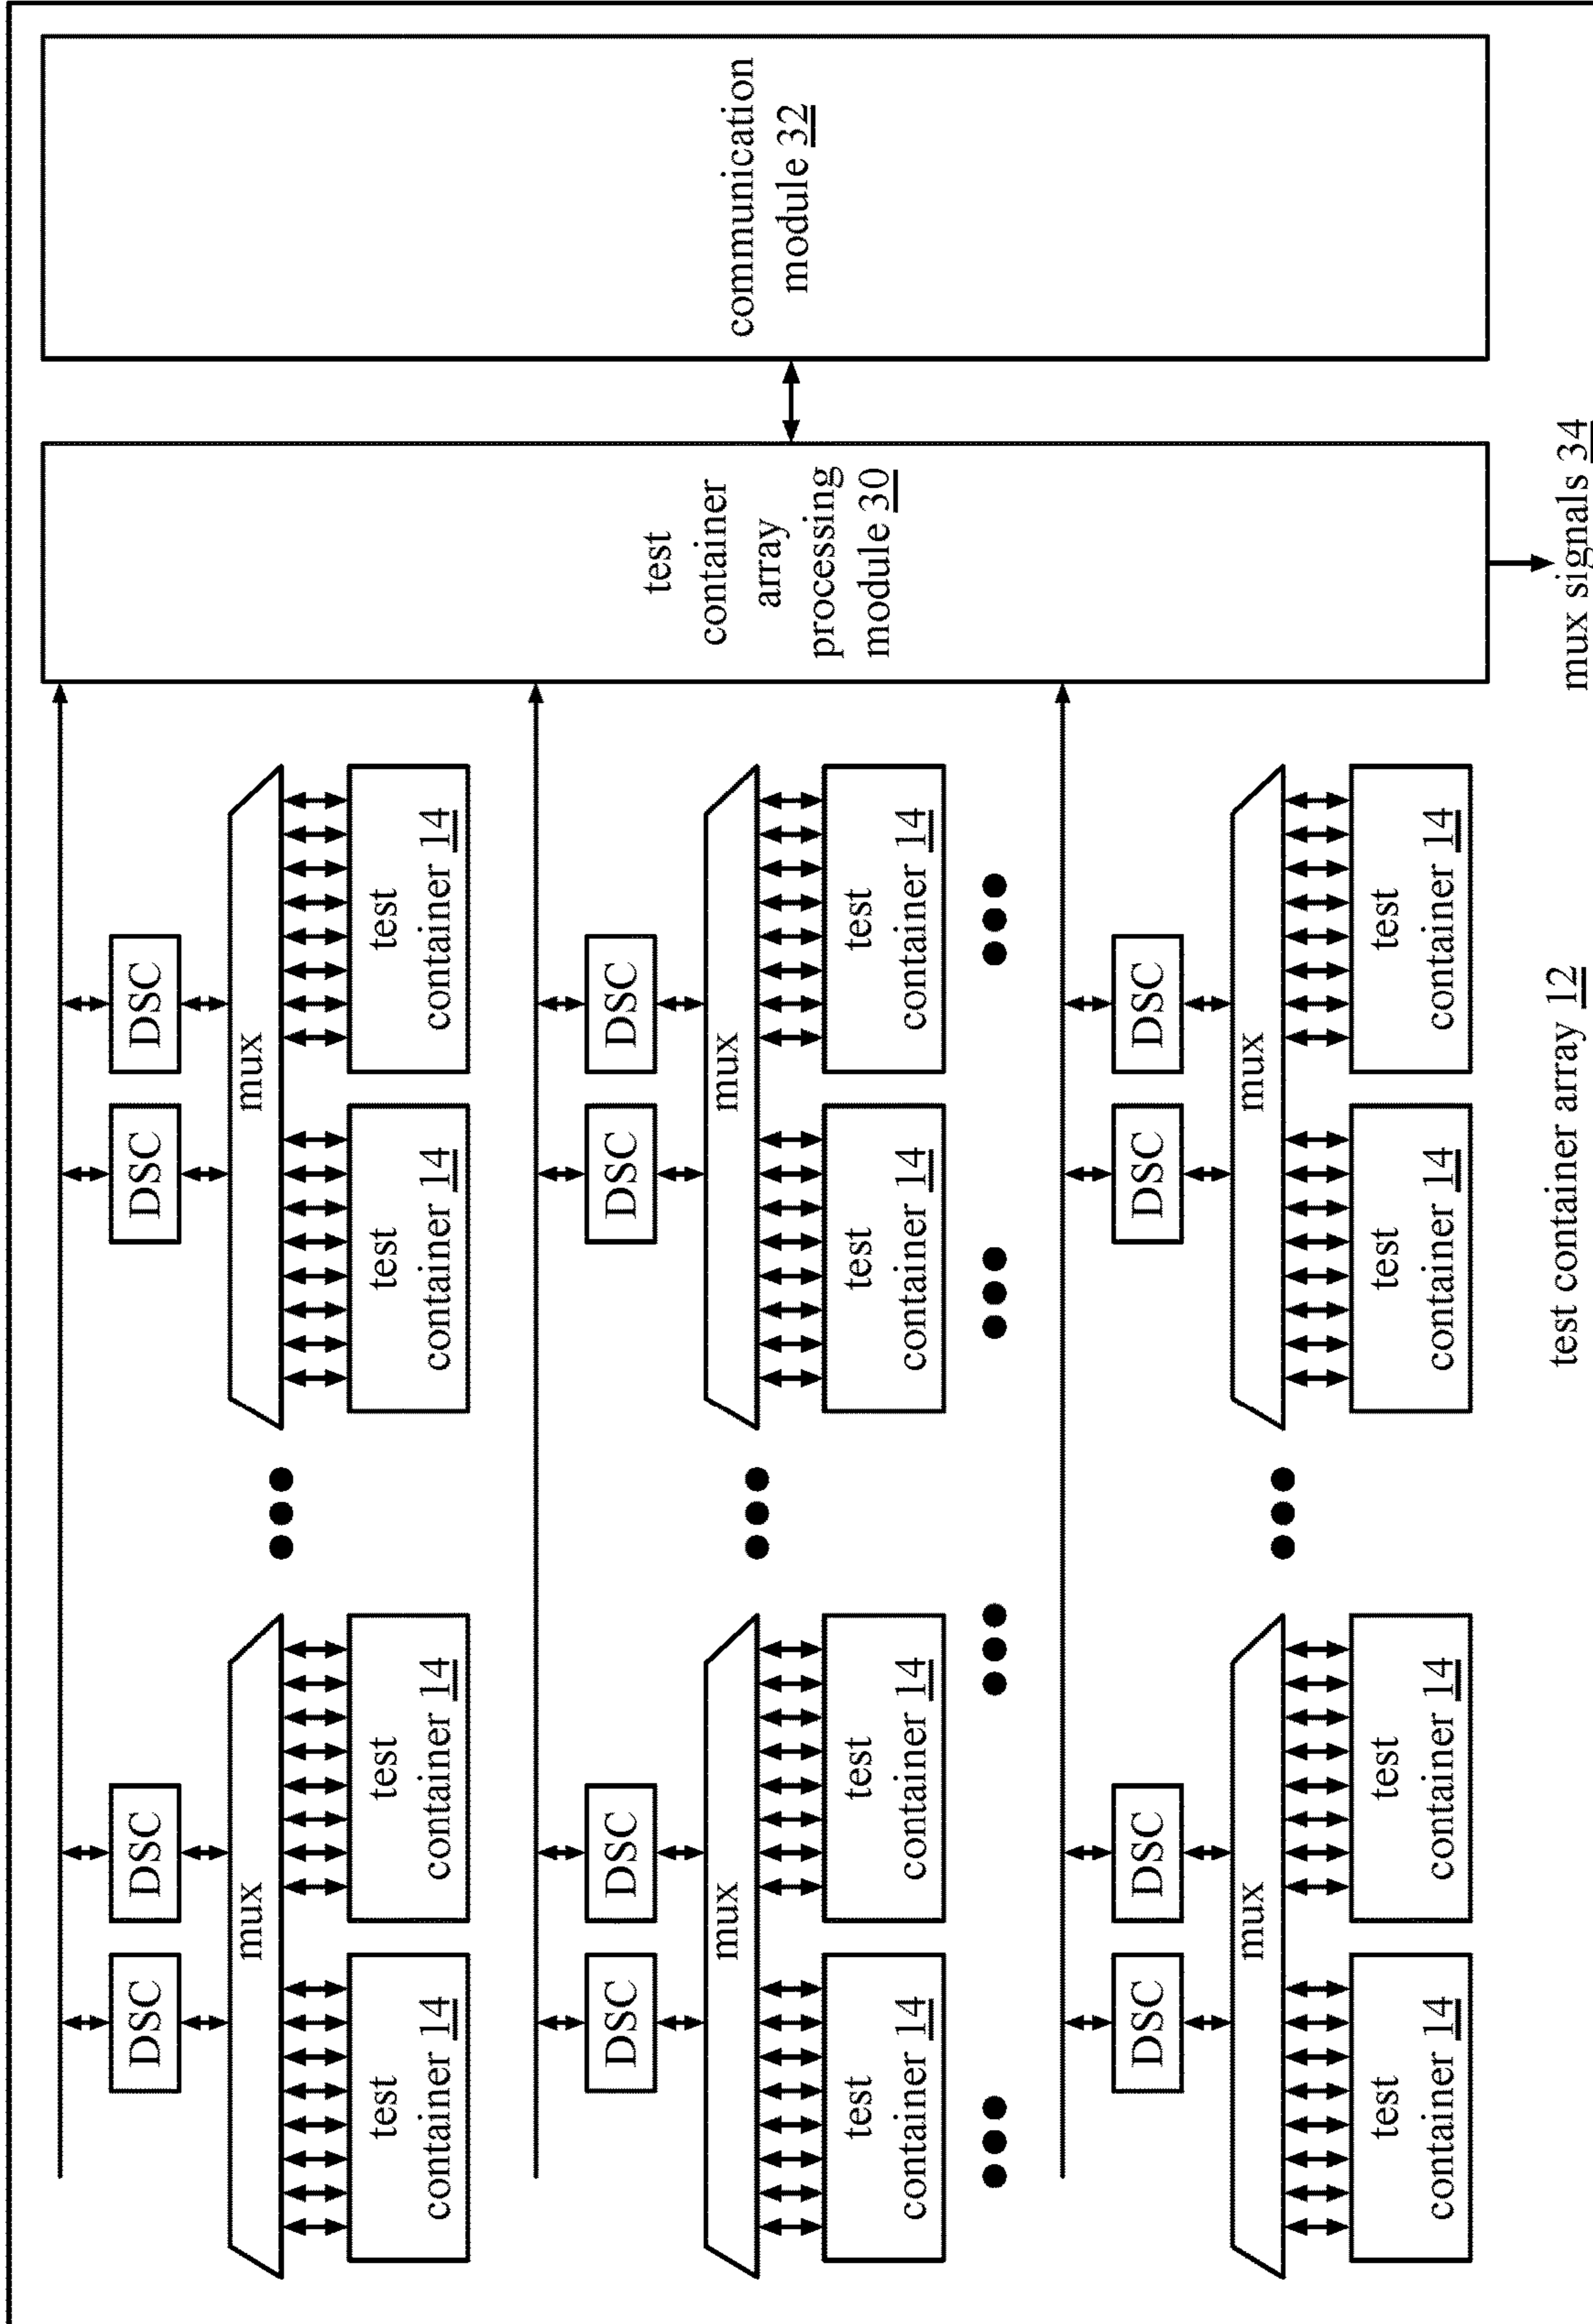 DSC
DSC
DSC
DSC
mux
mux
test
container 14
test
container 14
test
container 14
test
container 14
DSC
DSC
DSC
DSC
mux
mux
test
container 14
test
container 14
test
container 14
test
container 14
DSC
DSC
DSC
DSC
mux
mux
test
container 14
test
container 14
test
container 14
test
container 14
test
container
array
processing
module 30
communication
module 32
mux signals 34
test container array 12